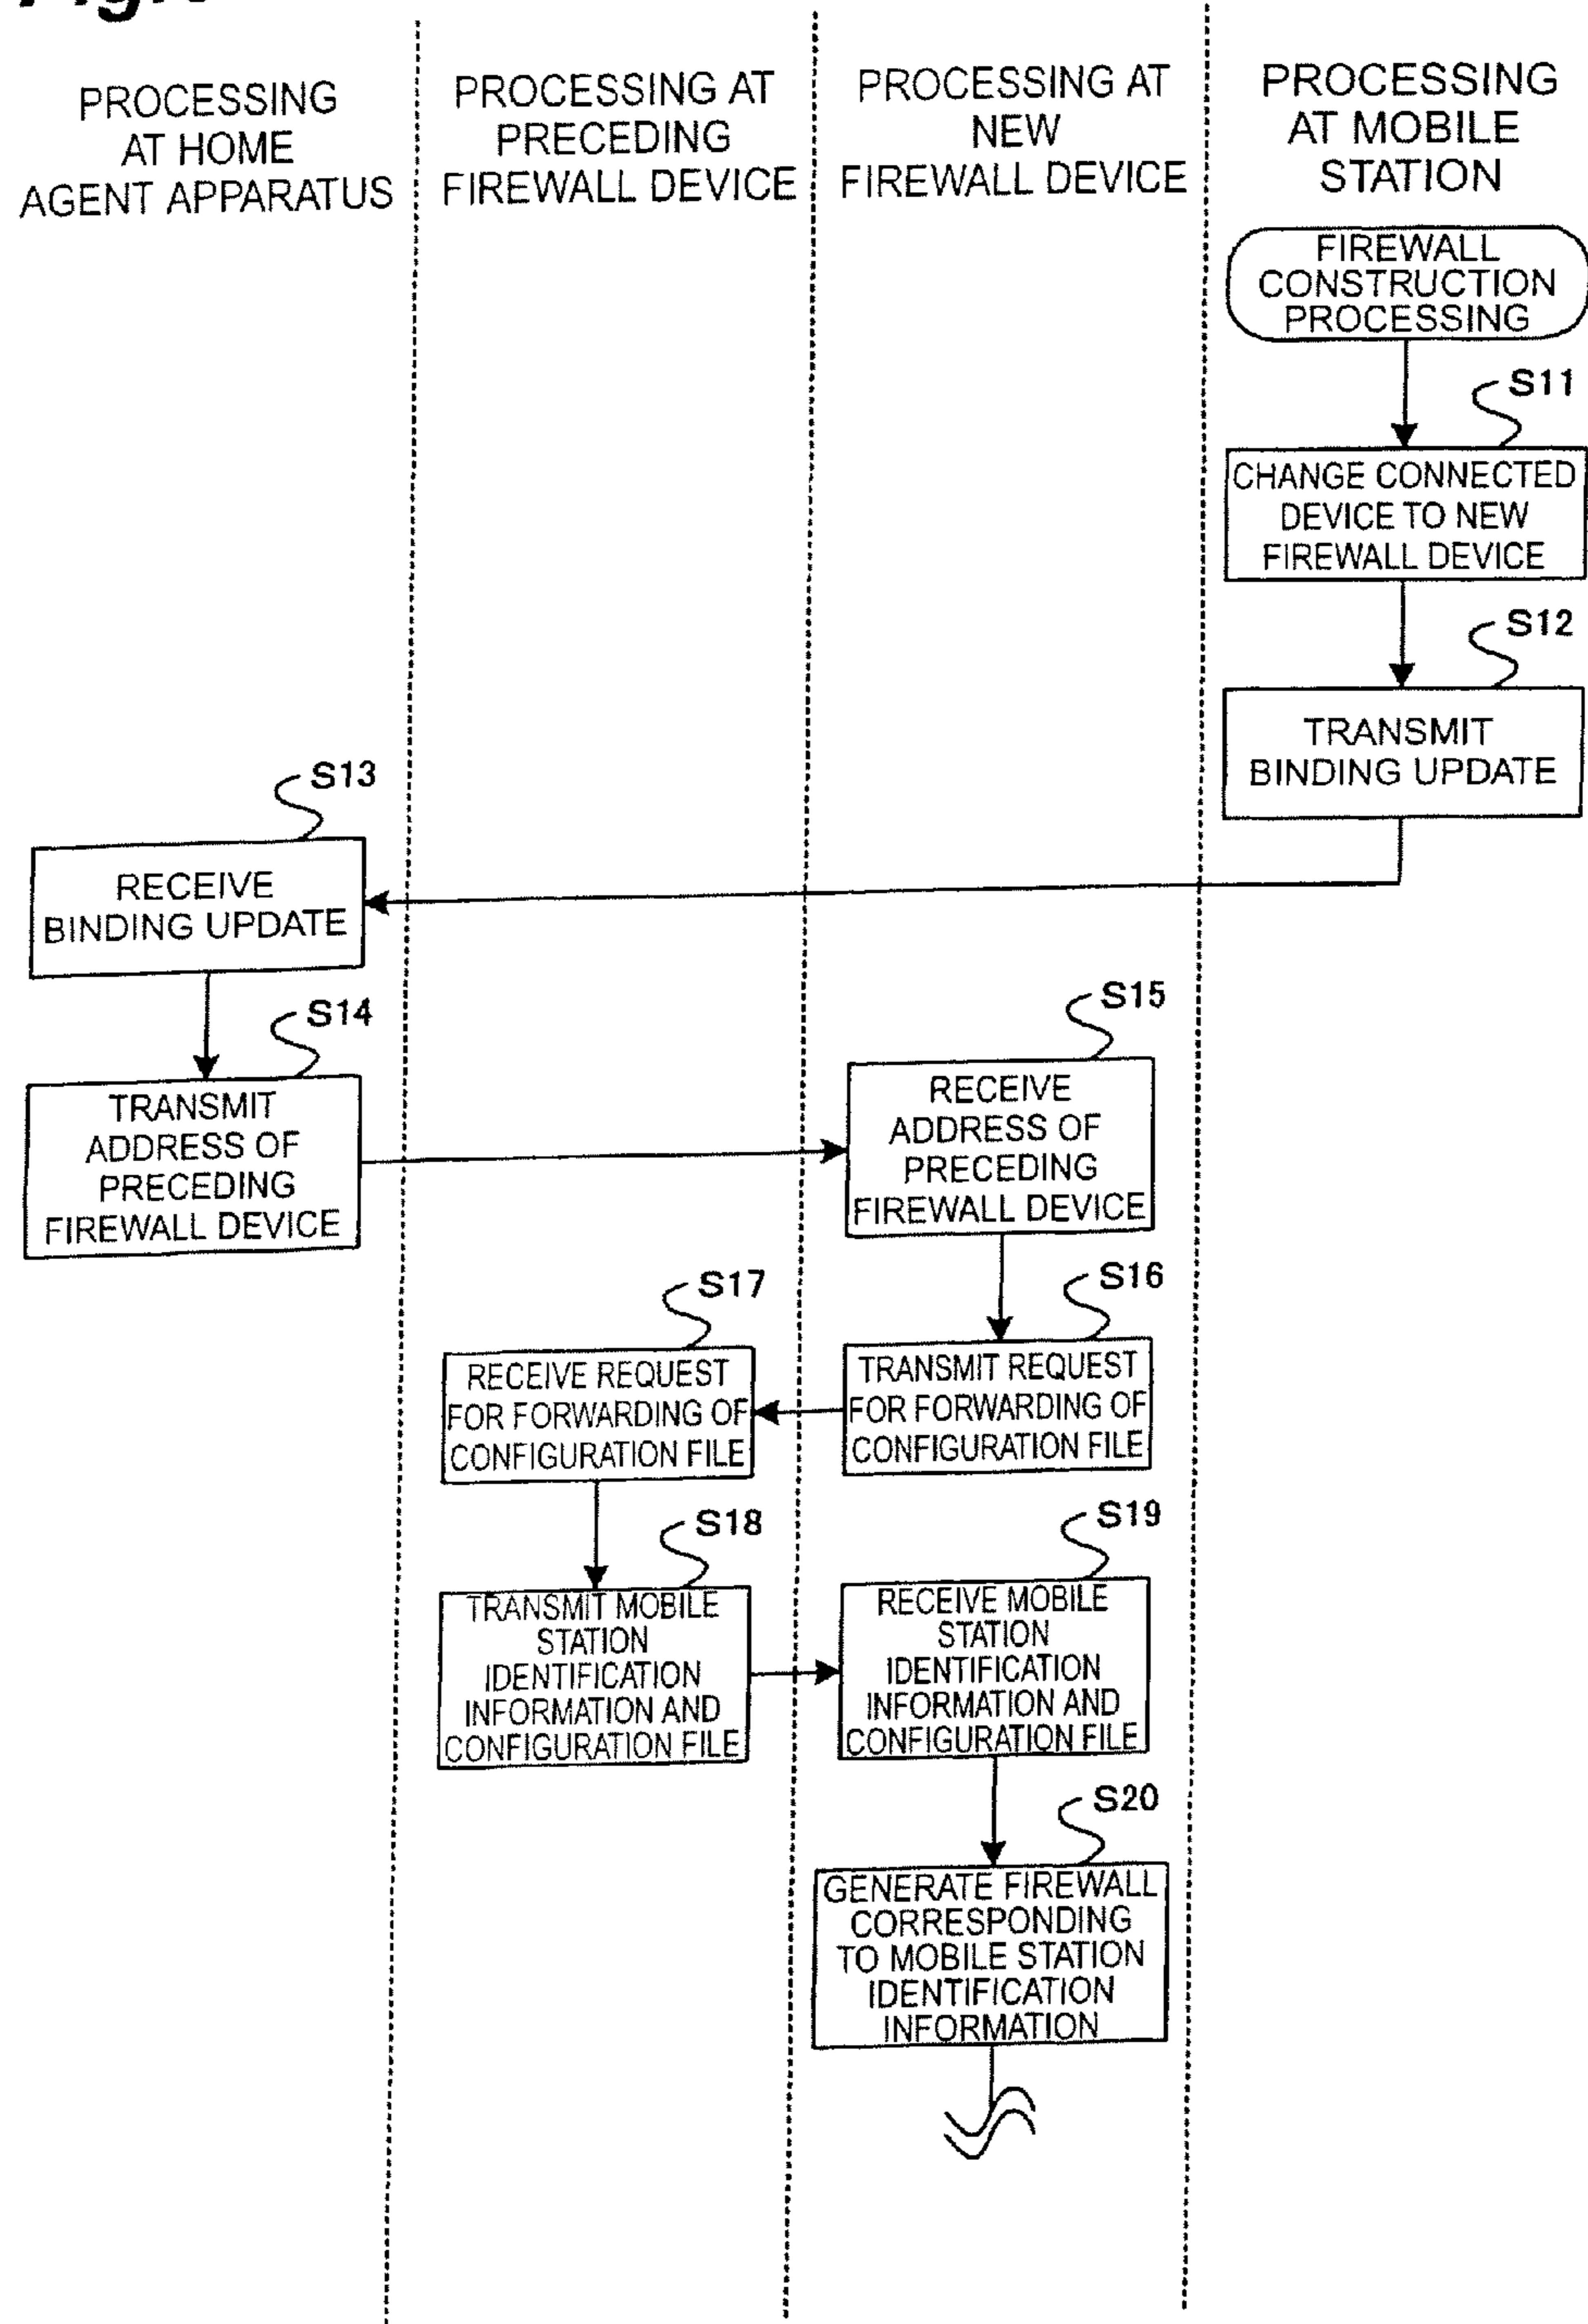 PROCESSING
AT HOME
AGENT APPARATUS
PROCESSING AT
PRECEDING
FIREWALL DEVICE
PROCESSING AT
NEW
FIREWALL DEVICE
PROCESSING
AT MOBILE
STATION
FIREWALL
CONSTRUCTION
PROCESSING
S11
CHANGE CONNECTED
DEVICE TO NEW
FIREWALL DEVICE
S12
TRANSMIT
BINDING UPDATE
S13
RECEIVE
BINDING UPDATE
S14
TRANSMIT
ADDRESS OF
PRECEDING
FIREWALL DEVICE
S15
RECEIVE
ADDRESS OF
PRECEDING
FIREWALL DEVICE
S16
TRANSMIT REQUEST
FOR FORWARDING OF
CONFIGURATION FILE
S17
RECEIVE REQUEST
FOR FORWARDING OF
CONFIGURATION FILE
S18
TRANSMIT MOBILE
STATION
IDENTIFICATION
INFORMATION AND
CONFIGURATION FILE
S19
RECEIVE MOBILE
STATION
IDENTIFICATION
INFORMATION AND
CONFIGURATION FILE
S20
GENERATE FIREWALL
CORRESPONDING
TO MOBILE STATION
IDENTIFICATION
INFORMATION